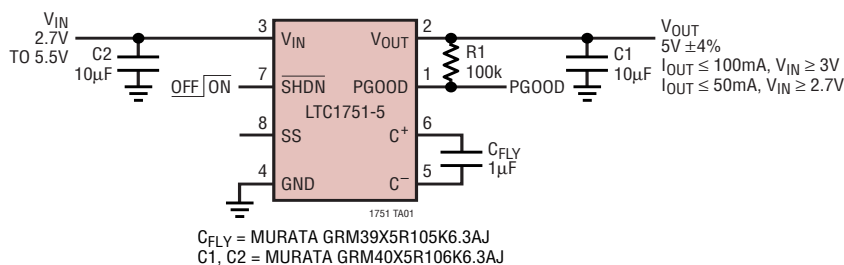 VIN
2.7V
TO 5.5V
C2
10µF
3
VIN
VOUT
2
R1
100k
C1
10µF
VOUT
5V ±4%
IOUT ≤ 100mA, VIN ≥ 3V
IOUT ≤ 50mA, VIN ≥ 2.7V
OFF ON
7
SHDN
PGOOD
1
PGOOD
LTC1751-5
8
SS
C+
6
CFLY
1µF
4
GND
C–
5
1751 TA01
CFLY = MURATA GRM39X5R105K6.3AJ
C1, C2 = MURATA GRM40X5R106K6.3AJ